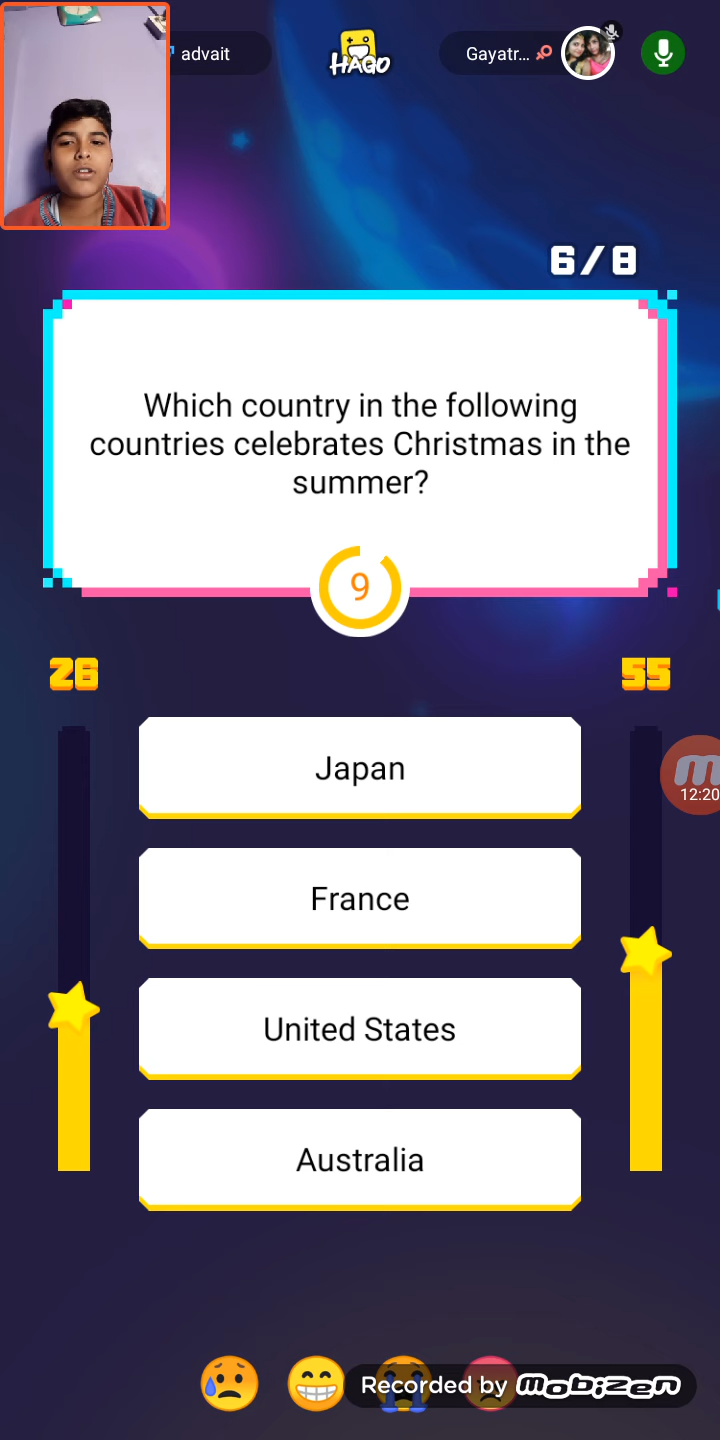 advait
HAGO
Gayatr...
6/8
Which country in the following
countries celebrates Christmas in the
summer?
9
26
55
Japan
12:20
France
United States
Australia
Recorded by mobizen